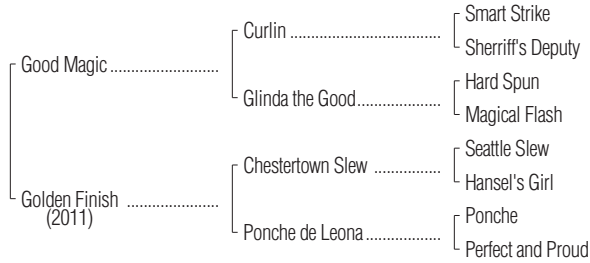 Smart Strike
Curlin
Sherriff's Deputy
Good Magic
Hard Spun
Glinda the Good
Magical Flash
Seattle Slew
Chestertown Slew
Hansel's Girl
Golden Finish
(2011)
Ponche
Ponche de Leona
Perfect and Proud